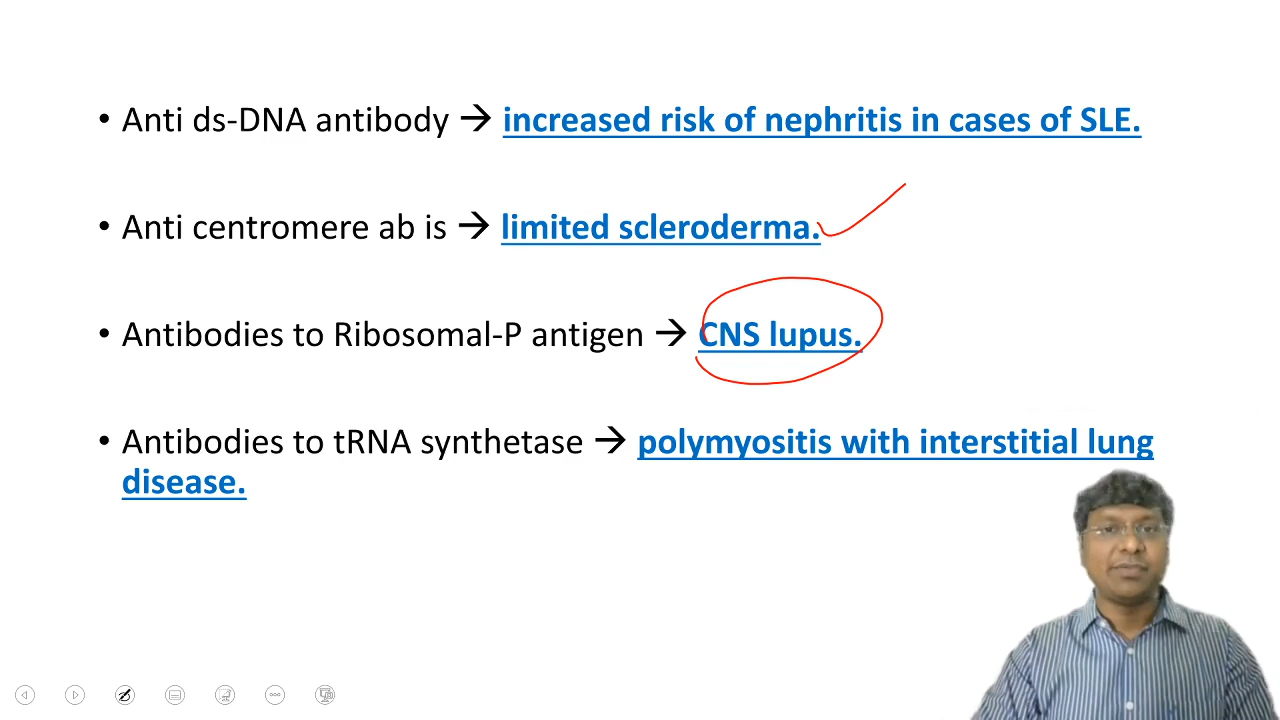 • Anti ds-DNA antibody → increased risk of nephritis in cases of SLE.
• Anti centromere ab is → limited scleroderma.
• Antibodies to Ribosomal-P antigen → CNS lupus.
• Antibodies to tRNA synthetase → polymyositis with interstitial lung
disease.